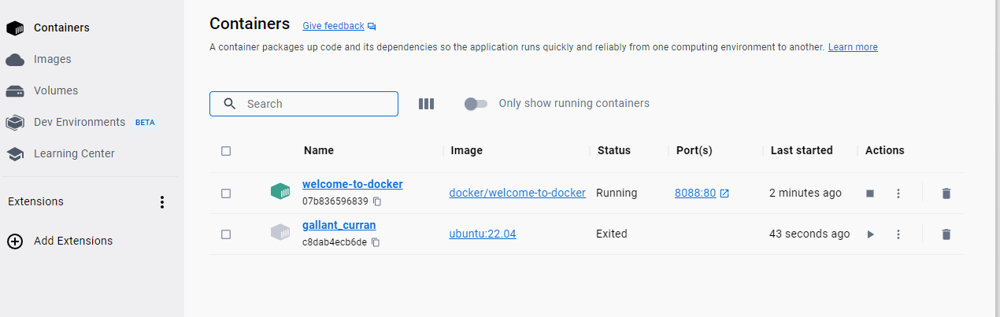 Containers
Images
Volumes
Dev Environments BETA
Learning Center
Extensions
Add Extensions
Containers Give feedback
A container packages up code and its dependencies so the application runs quickly and reliably from one computing environment to another. Learn more
Search
Only show running containers
Name Image Status Port(s) Last started Actions
welcome-to-docker
07b836596839
docker/welcome-to-docker Running 8088:80 2 minutes ago
gallant_curran
c8dab4ecb6de
ubuntu:22.04 Exited 43 seconds ago